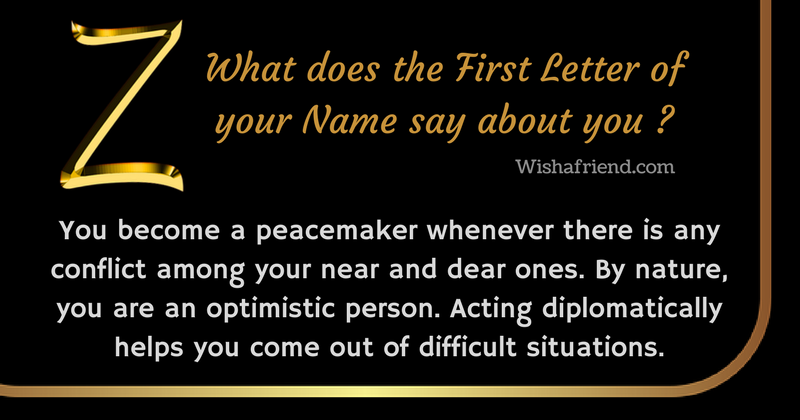 Z
What does the First Letter of
your Name say about you ?
Wishafriend.com
You become a peacemaker whenever there is any
conflict among your near and dear ones. By nature,
you are an optimistic person. Acting diplomatically
helps you come out of difficult situations.